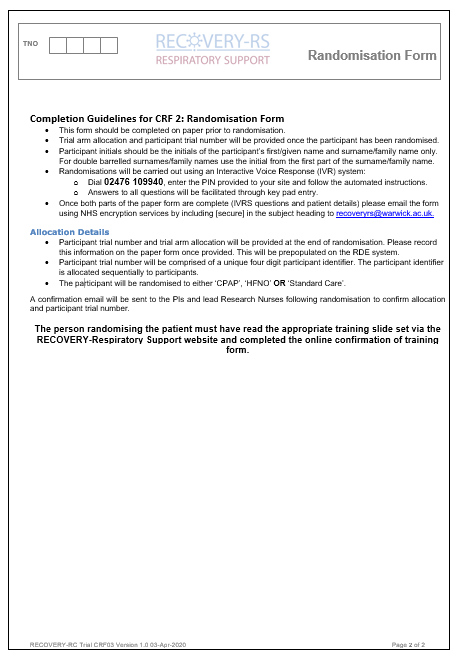 TNO
RECOVERY-RS
RESPIRATORY SUPPORT
Randomisation Form
Completion Guidelines for CRF 2: Randomisation Form
• This form should be completed on paper prior to randomisation.
• Trial arm allocation and participant trial number will be provided once the participant has been randomised.
• Participant initials should be the initials of the participant's first/given name and surname/family name only.
For double barrelled surnames/family names use the initial from the first part of the surname/family name.
• Randomisations will be carried out using an Interactive Voice Response (IVR) system:
o Dial 02476 109940, enter the PIN provided to your site and follow the automated instructions.
o Answers to all questions will be facilitated through key pad entry.
• Once both parts of the paper form are complete (IVRS questions and patient details) please email the form
using NHS encryption services by including [secure] in the subject heading to recoveryrs@warwick.ac.uk.
Allocation Details
• Participant trial number and trial arm allocation will be provided at the end of randomisation. Please record
this information on the paper form once provided. This will be prepopulated on the RDE system.
• Participant trial number will be comprised of a unique four digit participant identifier. The participant identifier
is allocated sequentially to participants.
• The participant will be randomised to either 'CPAP', 'HFNO' OR 'Standard Care'.
A confirmation email will be sent to the PIs and lead Research Nurses following randomisation to confirm allocation
and participant trial number.
The person randomising the patient must have read the appropriate training slide set via the
RECOVERY-Respiratory Support website and completed the online confirmation of training
form.
RECOVERY-RC Trial CRF03 Version 1.0 03-Apr-2020
Page 2 of 2